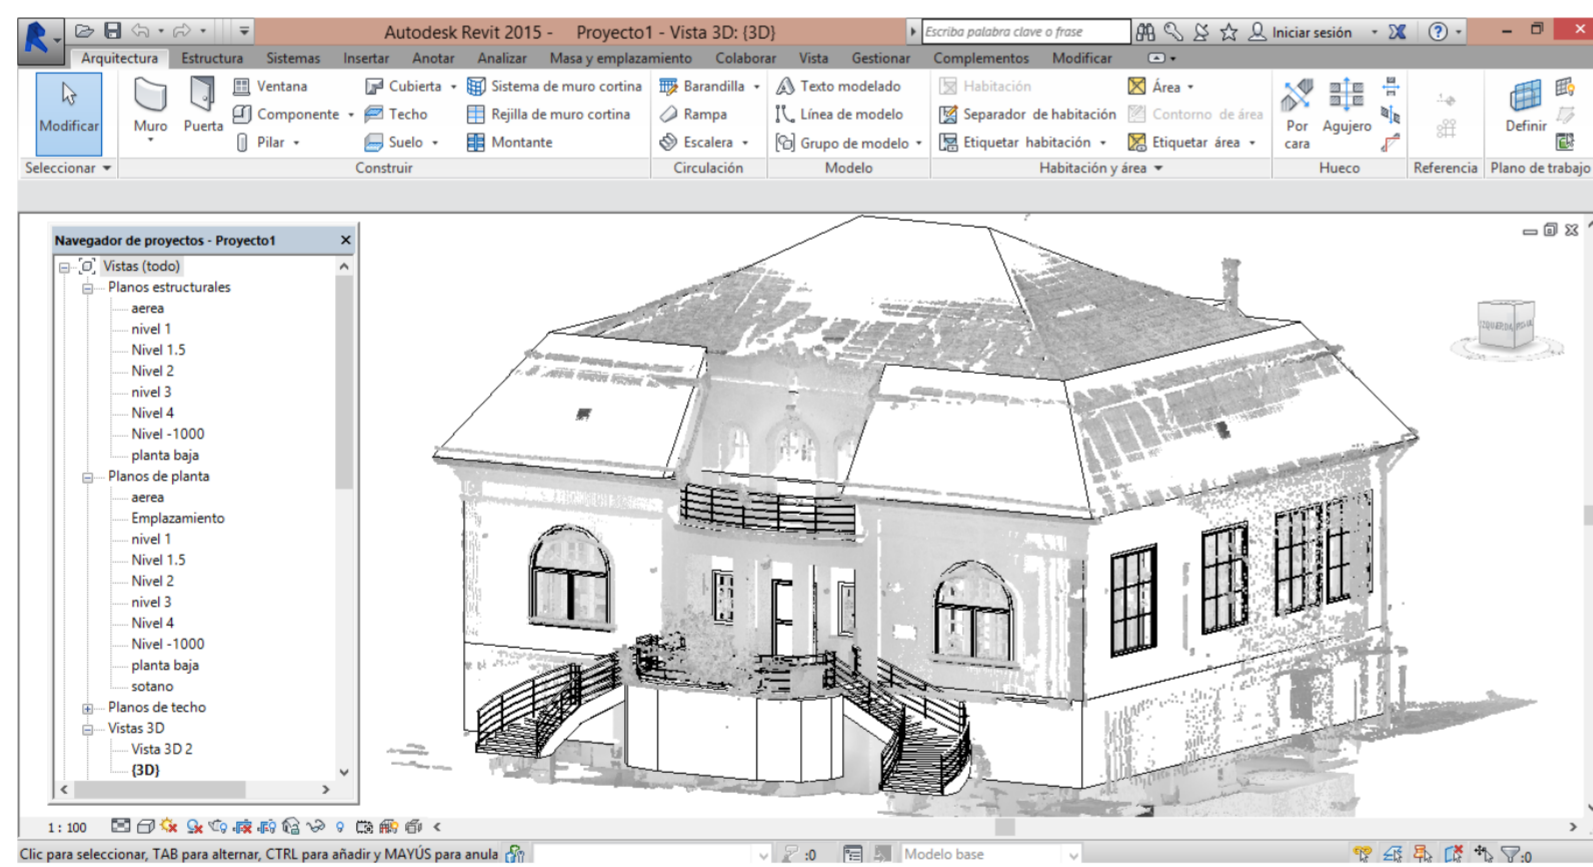 Autodesk Revit 2015 - Proyecto1 - Vista 3D: {3D}
Escriba palabra clave o frase
Iniciar sesión
Arquitectura Estructura Sistemas Insertar Anotar Analizar Masa y emplazamiento Colaborar Vista Gestionar Complementos Modificar
Modificar
Muro
Puerta
Ventana
Componente
Pilar
Cubierta
Techo
Suelo
Sistema de muro cortina
Rejilla de muro cortina
Montante
Barandilla
Rampa
Escalera
Texto modelado
Línea de modelo
Grupo de modelo
Habitación
Separador de habitación
Etiquetar habitación
Área
Contorno de área
Etiquetar área
Por
cara
Agujero
Definir
Seleccionar Construir Circulación Modelo Habitación y área Hueco Referencia Plano de trabajo
Navegador de proyectos - Proyecto1
Vistas (todo)
Planos estructurales
aerea
nivel 1
Nivel 1.5
Nivel 2
nivel 3
Nivel 4
Nivel -1000
planta baja
Planos de planta
aerea
Emplazamiento
nivel 1
Nivel 1.5
Nivel 2
nivel 3
Nivel 4
Nivel -1000
planta baja
sotano
Planos de techo
Vistas 3D
Vista 3D 2
{3D}
1 : 100
Clic para seleccionar, TAB para alternar, CTRL para añadir y MAYÚS para anula
:0
Modelo base
:0